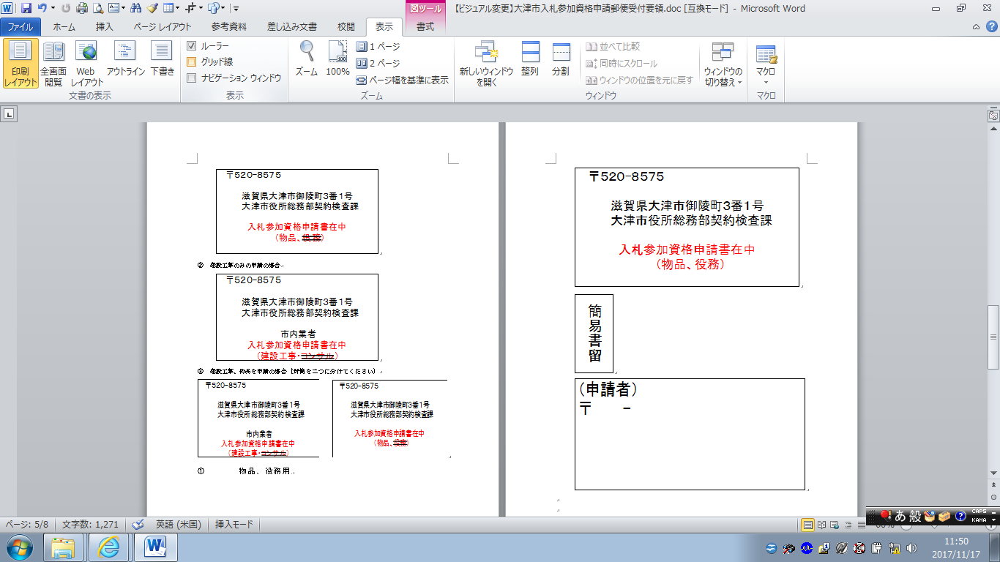 【ビジュアル変更】大津市入札参加資格申請郵便受付要領.doc [互換モード] - Microsoft Word
図ツール
ファイル ホーム 挿入 ページ レイアウト 参考資料 差し込み文書 校閲 表示 書式
印刷レイアウト
全画面閲覧
Webレイアウト
アウトライン
下書き
文書の表示
ルーラー
グリッド線
ナビゲーション ウィンドウ
表示
ズーム
100%
1 ページ
2 ページ
ページ幅を基準に表示
ズーム
新しいウィンドウを開く
整列
分割
並べて比較
同時にスクロール
ウィンドウの位置を元に戻す
ウィンドウの切り替え
ウィンドウ
マクロ
マクロ
〒520-8575
滋賀県大津市御陵町3番1号
大津市役所総務部契約検査課
入札参加資格申請書在中
(物品、役務)
② 建設工事のみの申請の場合
〒520-8575
滋賀県大津市御陵町3番1号
大津市役所総務部契約検査課
市内業者
入札参加資格申請書在中
(建設工事・コンサル)
③ 建設工事、物品を申請の場合(封筒を二つに分けてください)
〒520-8575
滋賀県大津市御陵町3番1号
大津市役所総務部契約検査課
市内業者
入札参加資格申請書在中
(建設工事・コンサル)
〒520-8575
滋賀県大津市御陵町3番1号
大津市役所総務部契約検査課
入札参加資格申請書在中
(物品、役務)
① 物品、役務用
〒520-8575
滋賀県大津市御陵町3番1号
大津市役所総務部契約検査課
入札参加資格申請書在中
(物品、役務)
簡易書留
(申請者)
〒 -
ページ: 5/8 文字数: 1,271 英語 (米国) 挿入モード
あ 般 CAPS
KANA
11:50
2017/11/17